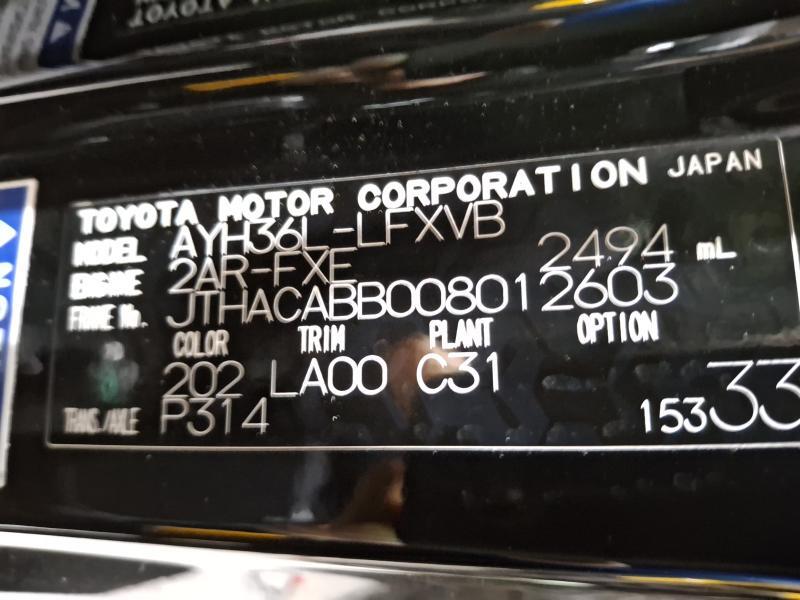 TOYOTA MOTOR CORPORATION JAPAN
MODEL AYH36L-LFXVB
ENGINE 2AR-FXE 2494 mL
FRAME No. JTHACABB008012603
COLOR TRIM PLANT OPTION
202 LA00 C31
TRANS./AXLE P314 15333